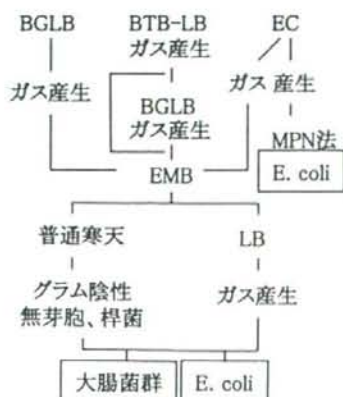 BGLB BTB-LB EC
ガス産生
ガス産生 ガス 産生
BGLB
ガス産生
MPN法
EMB E. coli
普通寒天 LB
グラム陰性
無芽胞、桿菌 ガス産生
大腸菌群 E. coli